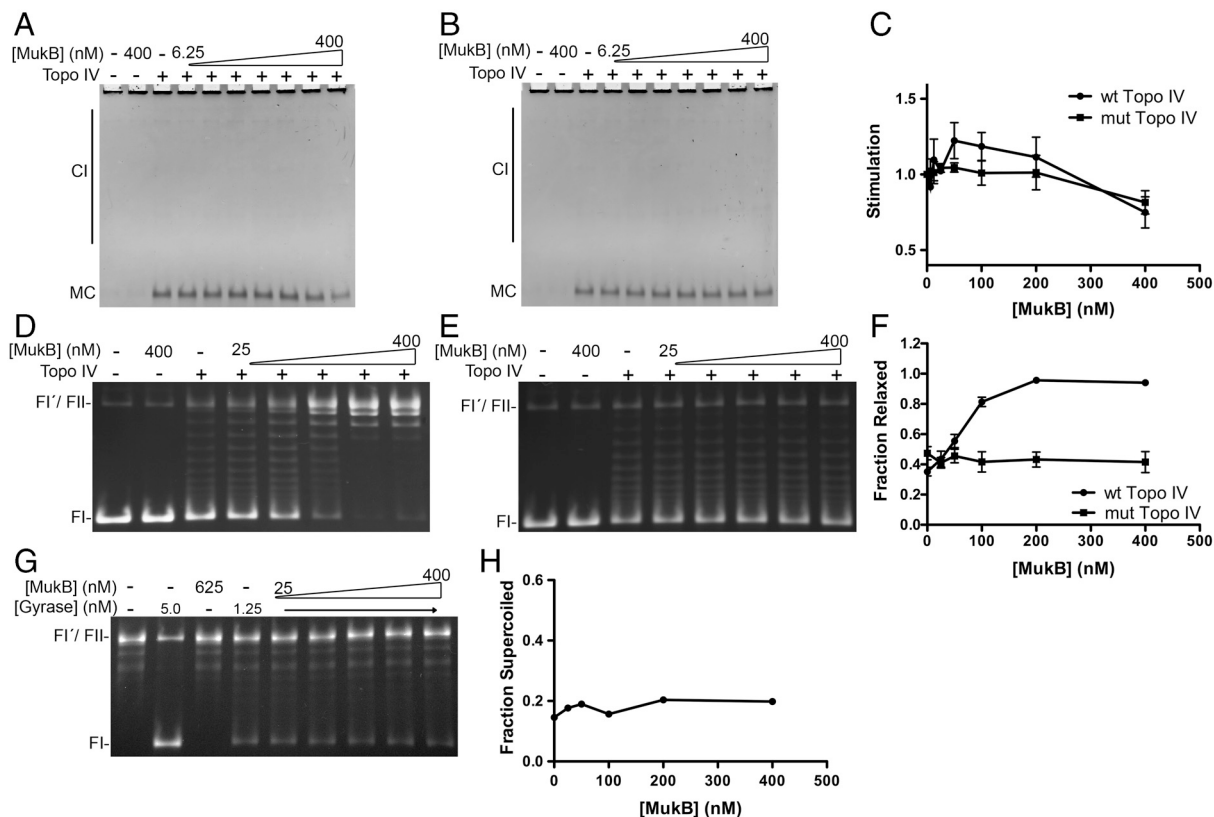 A
[MukB] (nM) - 400 - 6.25 400
Topo IV - - + + + + + + + +
CI
MC
B
[MukB] (nM) - 400 - 6.25 400
Topo IV - - + + + + + + + +
CI
MC
C
Stimulation
1.5
1.0
0.5
0 100 200 300 400 500
[MukB] (nM)
wt Topo IV
mut Topo IV
D
[MukB] (nM) - 400 - 25 400
Topo IV - - + + + + + +
FI´/ FII-
FI-
E
[MukB] (nM) - 400 - 25 400
Topo IV - - + + + + + +
FI´/ FII-
FI-
F
Fraction Relaxed
1.2
1.0
0.8
0.6
0.4
0.2
0.0
0 100 200 300 400 500
[MukB] (nM)
wt Topo IV
mut Topo IV
G
[MukB] (nM) - - 625 - 25 400
[Gyrase] (nM) - 5.0 - 1.25
FI´/ FII-
FI-
H
Fraction Supercoiled
0.6
0.4
0.2
0.0
0 100 200 300 400 500
[MukB] (nM)